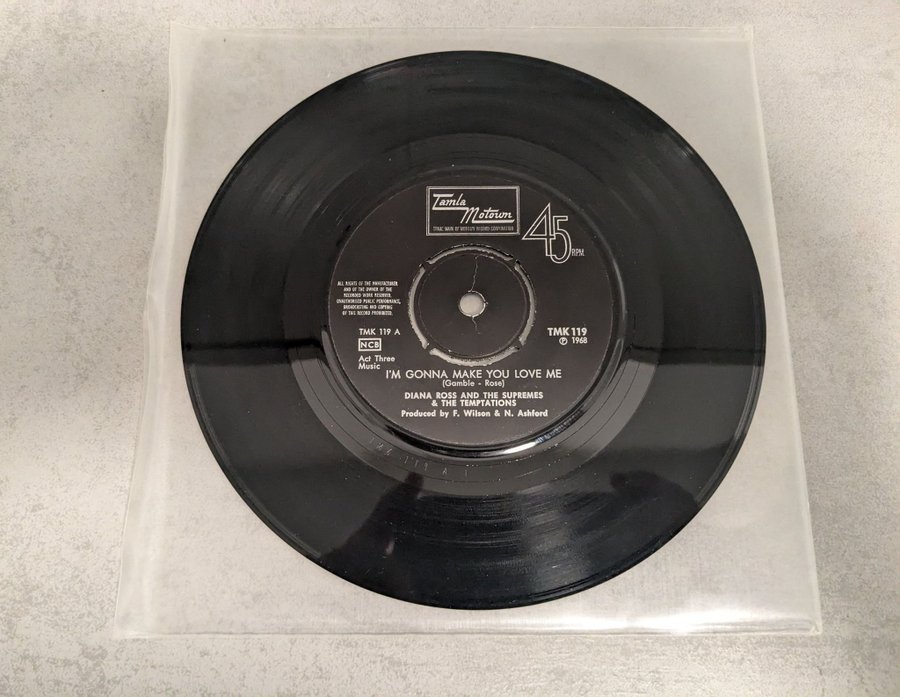 Tamla
Motown
TRADE MARK OF MOTOWN RECORD CORPORATION
45
RPM
ALL RIGHTS OF THE MANUFACTURER
AND OF THE OWNER OF THE
RECORDED WORK RESERVED.
UNAUTHORISED PUBLIC PERFORMANCE,
BROADCASTING AND COPYING
OF THIS RECORD PROHIBITED.
TMK 119 A
NCB
Act Three
Music
TMK 119
℗ 1968
I'M GONNA MAKE YOU LOVE ME
(Gamble - Rose)
DIANA ROSS AND THE SUPREMES
& THE TEMPTATIONS
Produced by F. Wilson & N. Ashford